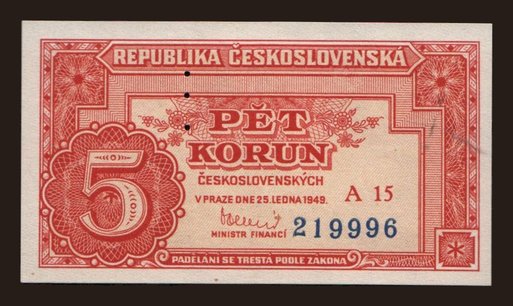 REPUBLIKA ČESKOSLOVENSKÁ
PĚT
KORUN
ČESKOSLOVENSKÝCH
5
V PRAZE DNE 25. LEDNA 1949.
A 15
MINISTR FINANCÍ
219996
PADĚLÁNÍ SE TRESTÁ PODLE ZÁKONA